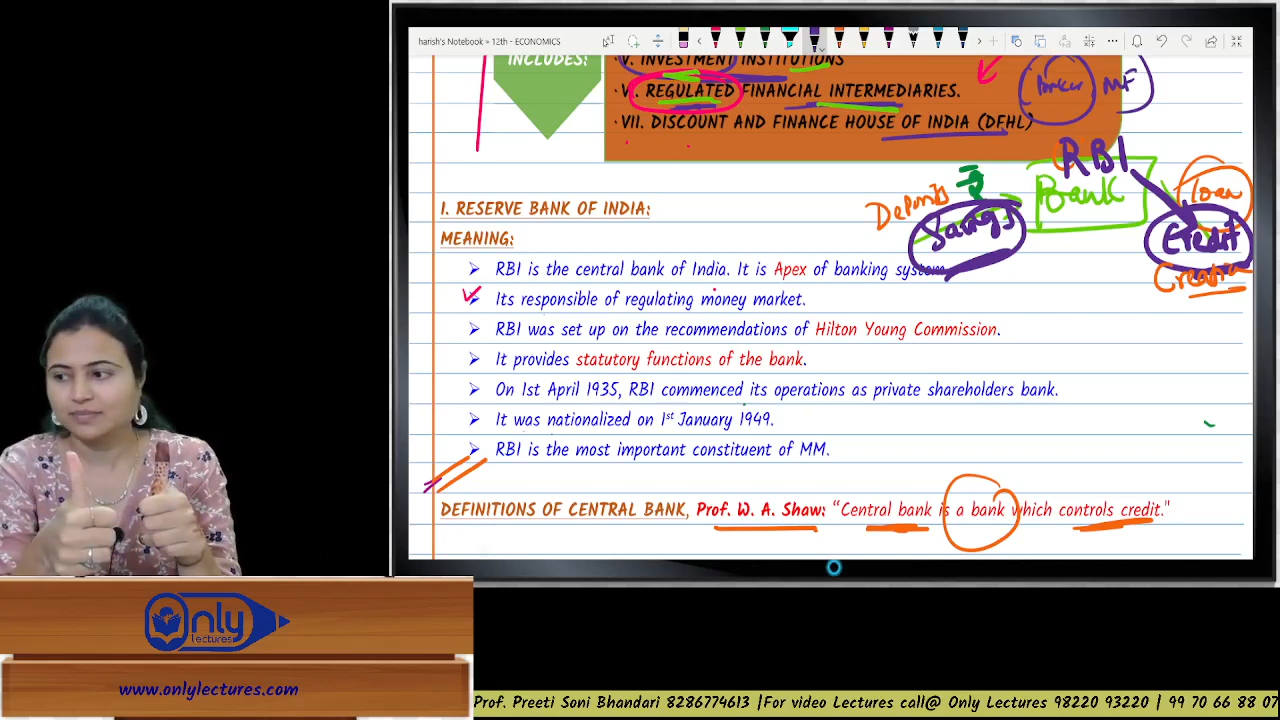 harish's Notebook » 12th - ECONOMICS
INCLUDES:
· V. INVESTMENT INSTITUTIONS
· VI. REGULATED FINANCIAL INTERMEDIARIES.
· VII. DISCOUNT AND FINANCE HOUSE OF INDIA (DFHL)
MF
RBI
Deposits
Savings
Bank
loan
Credit
Creation
I. RESERVE BANK OF INDIA:
MEANING:
➢ RBI is the central bank of India. It is Apex of banking system.
➢ Its responsible of regulating money market.
➢ RBI was set up on the recommendations of Hilton Young Commission.
➢ It provides statutory functions of the bank.
➢ On 1st April 1935, RBI commenced its operations as private shareholders bank.
➢ It was nationalized on 1st January 1949.
➢ RBI is the most important constituent of MM.
DEFINITIONS OF CENTRAL BANK, Prof. W. A. Shaw: “Central bank is a bank which controls credit."
Only
lectures
www.onlylectures.com
Prof. Preeti Soni Bhandari 8286774613 |For video Lectures call@ Only Lectures 98220 93220 | 99 70 66 88 07